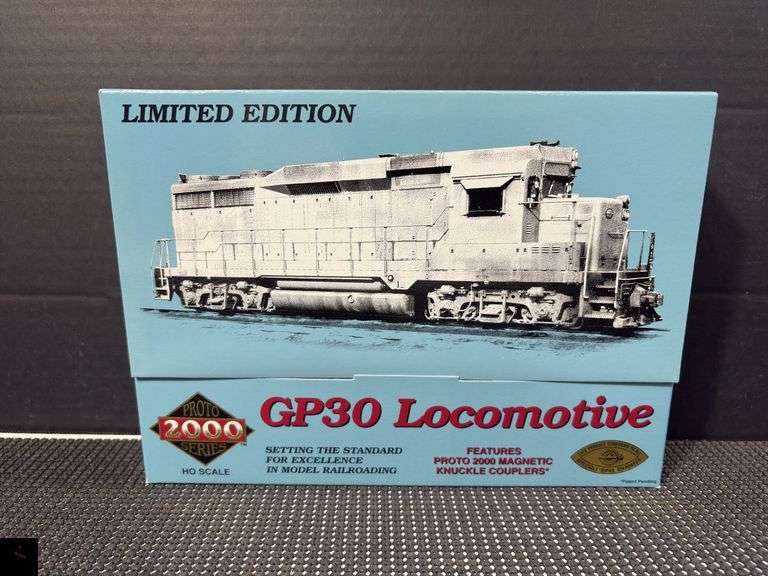 LIMITED EDITION
PROTO
2000
SERIES
HO SCALE
GP30 Locomotive
SETTING THE STANDARD
FOR EXCELLENCE
IN MODEL RAILROADING
FEATURES
PROTO 2000 MAGNETIC
KNUCKLE COUPLERS*
*Patent Pending